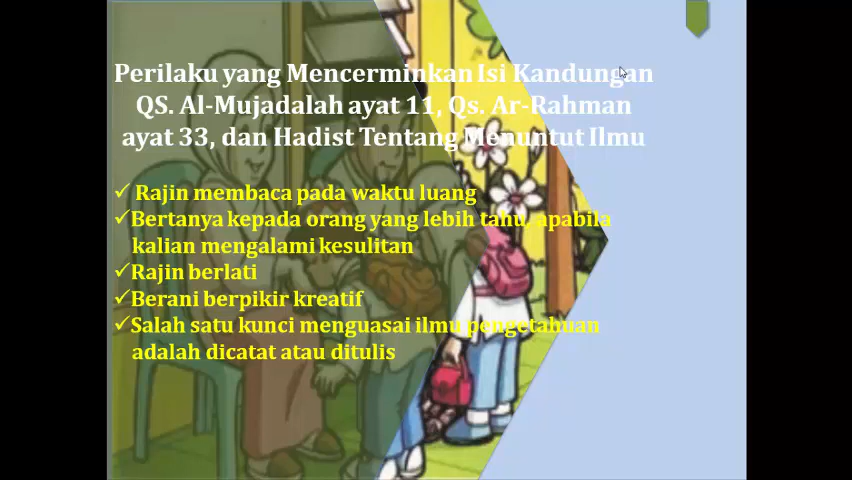 Perilaku yang Mencerminkan Isi Kandungan
QS. Al-Mujadalah ayat 11, Qs. Ar-Rahman
ayat 33, dan Hadist Tentang Menuntut Ilmu
✓ Rajin membaca pada waktu luang
✓Bertanya kepada orang yang lebih tahu, apabila
kalian mengalami kesulitan
✓Rajin berlati
✓Berani berpikir kreatif
✓Salah satu kunci menguasai ilmu pengetahuan
adalah dicatat atau ditulis